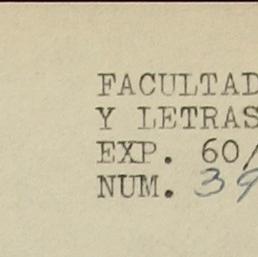 FACULTAD
Y LETRAS
EXP. 60/
NUM. 39